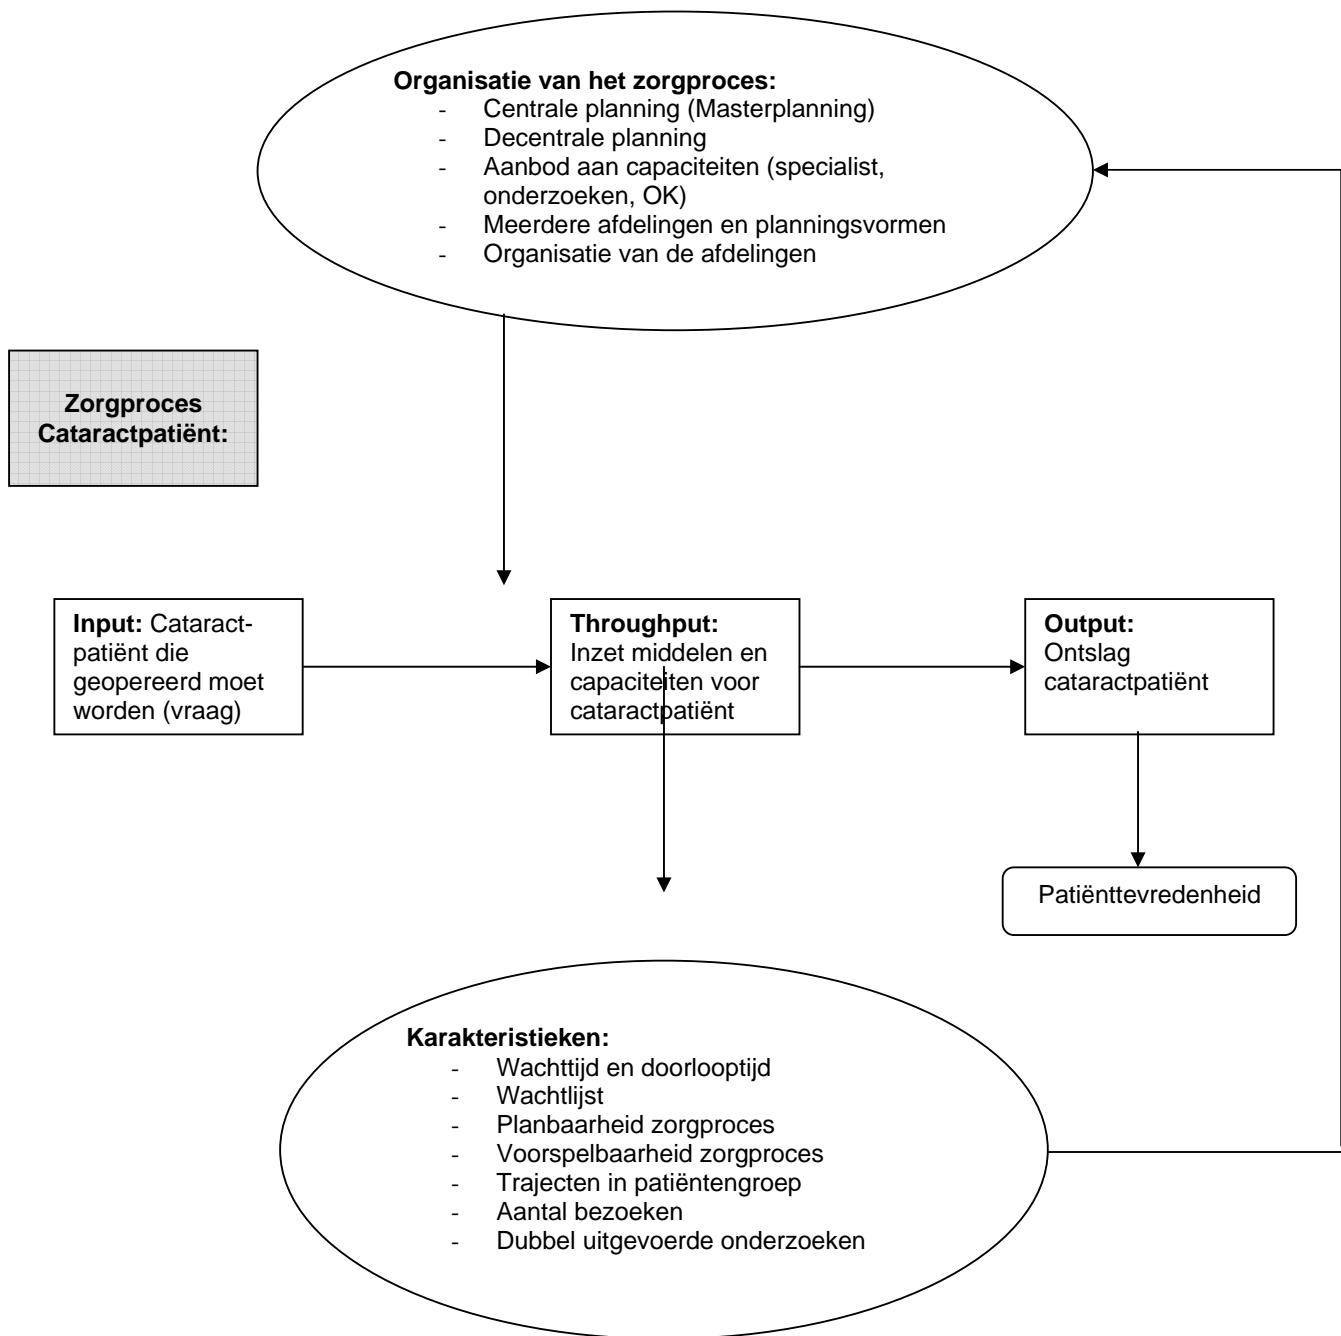 Organisatie van het zorgproces:
- Centrale planning (Masterplanning)
- Decentrale planning
- Aanbod aan capaciteiten (specialist,
onderzoeken, OK)
- Meerdere afdelingen en planningsvormen
- Organisatie van de afdelingen
Zorgproces
Cataractpatiënt:
Input: Cataract-
patiënt die
geopereerd moet
worden (vraag)
Throughput:
Inzet middelen en
capaciteiten voor
cataractpatiënt
Output:
Ontslag
cataractpatiënt
Patiënttevredenheid
Karakteristieken:
- Wachttijd en doorlooptijd
- Wachtlijst
- Planbaarheid zorgproces
- Voorspelbaarheid zorgproces
- Trajecten in patiëntengroep
- Aantal bezoeken
- Dubbel uitgevoerde onderzoeken